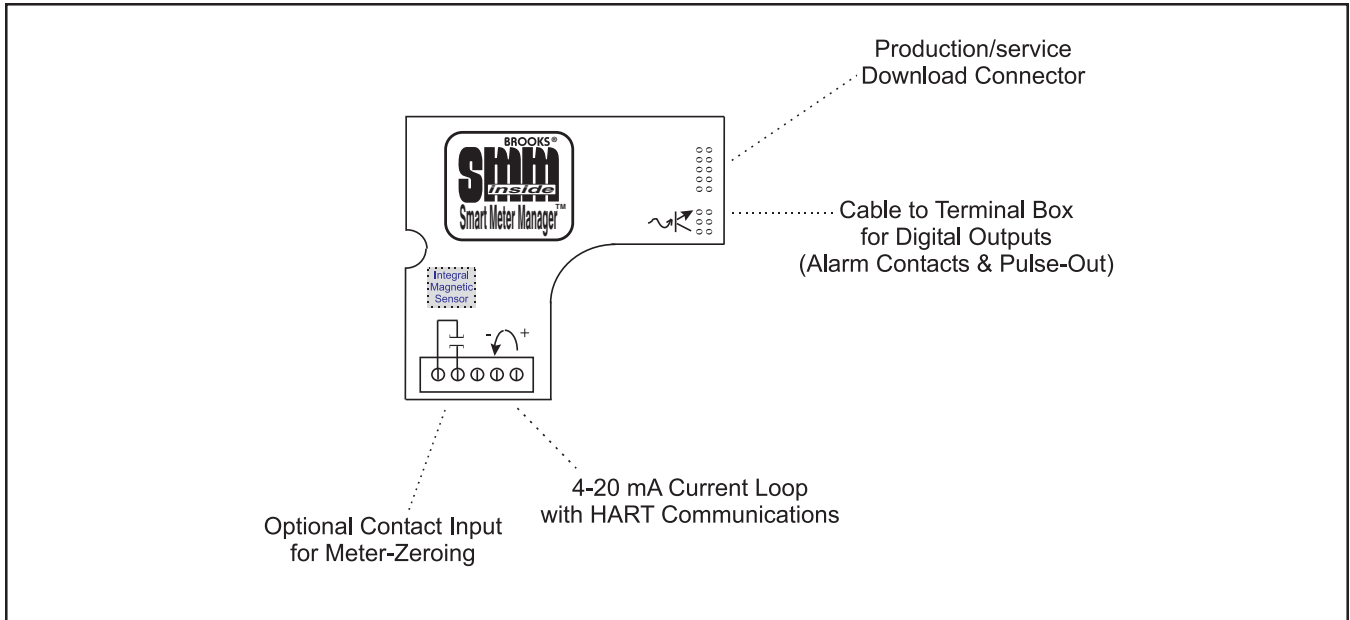 Production/service
Download Connector
BROOKS®
smm
inside
Smart Meter Manager™
Cable to Terminal Box
for Digital Outputs
(Alarm Contacts & Pulse-Out)
Integral
Magnetic
Sensor
- +
4-20 mA Current Loop
with HART Communications
Optional Contact Input
for Meter-Zeroing